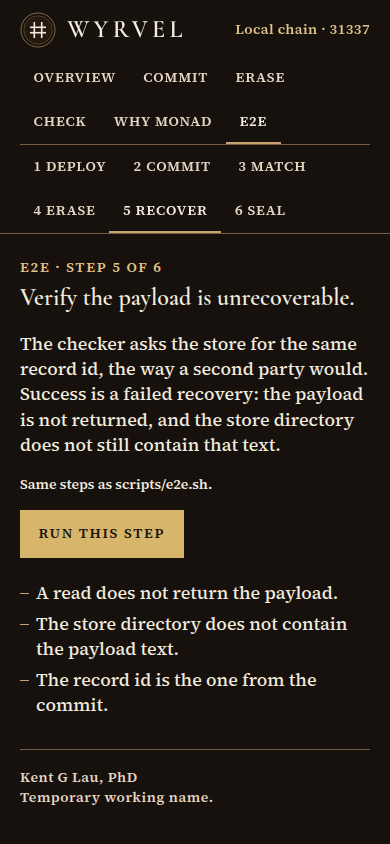 WYRVEL
Local chain · 31337
OVERVIEW COMMIT ERASE
CHECK WHY MONAD E2E
1 DEPLOY 2 COMMIT 3 MATCH
4 ERASE 5 RECOVER 6 SEAL
E2E · STEP 5 OF 6
Verify the payload is unrecoverable.
The checker asks the store for the same
record id, the way a second party would.
Success is a failed recovery: the payload
is not returned, and the store directory
does not still contain that text.
Same steps as scripts/e2e.sh.
RUN THIS STEP
– A read does not return the payload.
– The store directory does not contain
the payload text.
– The record id is the one from the
commit.
Kent G Lau, PhD
Temporary working name.